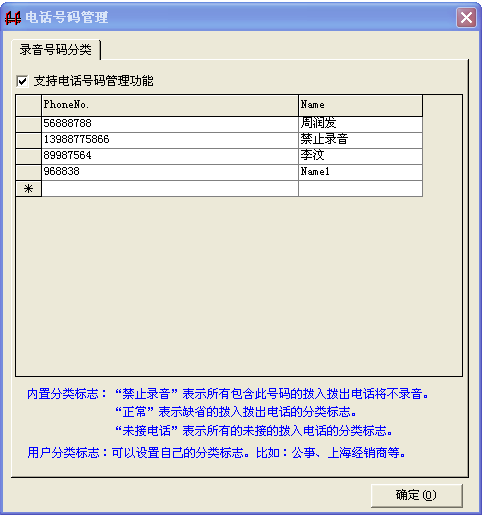 电话号码管理
录音号码分类
支持电话号码管理功能
PhoneNo. Name
56888788 周润发
13988775866 禁止录音
89987564 李汶
968838 Name1
*
内置分类标志：“禁止录音”表示所有包含此号码的拨入拨出电话将不录音。
“正常”表示缺省的拨入拨出电话的分类标志。
“未接电话”表示所有的未接的拨入电话的分类标志。
用户分类标志：可以设置自己的分类标志。比如：公事、上海经销商等。
确定(O)